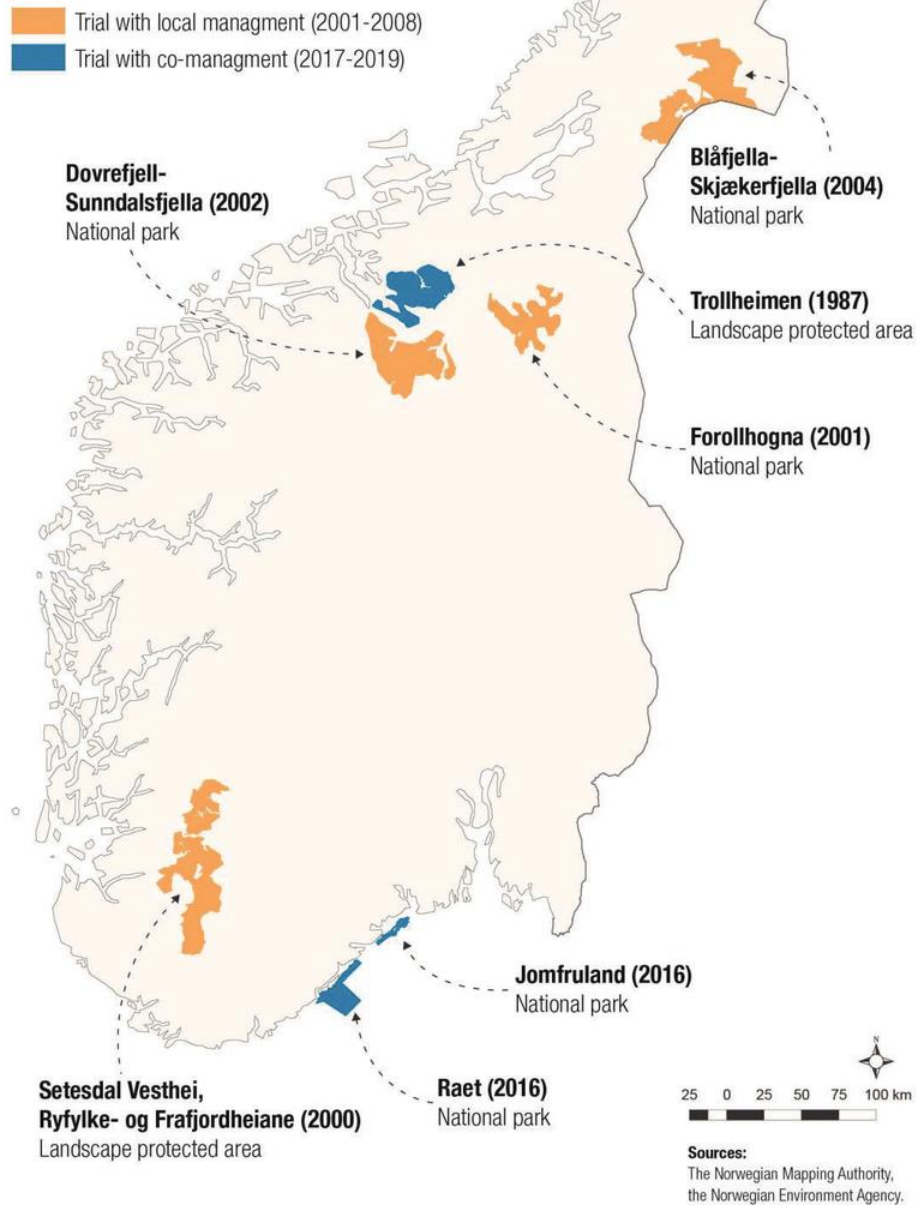 Trial with local managment (2001-2008)
Trial with co-managment (2017-2019)
Dovrefjell-
Sunndalsfjella (2002)
National park
Blåfjella-
Skjækerfjella (2004)
National park
Trollheimen (1987)
Landscape protected area
Forollhogna (2001)
National park
Jomfruland (2016)
National park
Setesdal Vesthei,
Ryfylke- og Frafjordheiane (2000)
Landscape protected area
Raet (2016)
National park
N
25 0 25 50 75 100 km
Sources:
The Norwegian Mapping Authority,
the Norwegian Environment Agency.